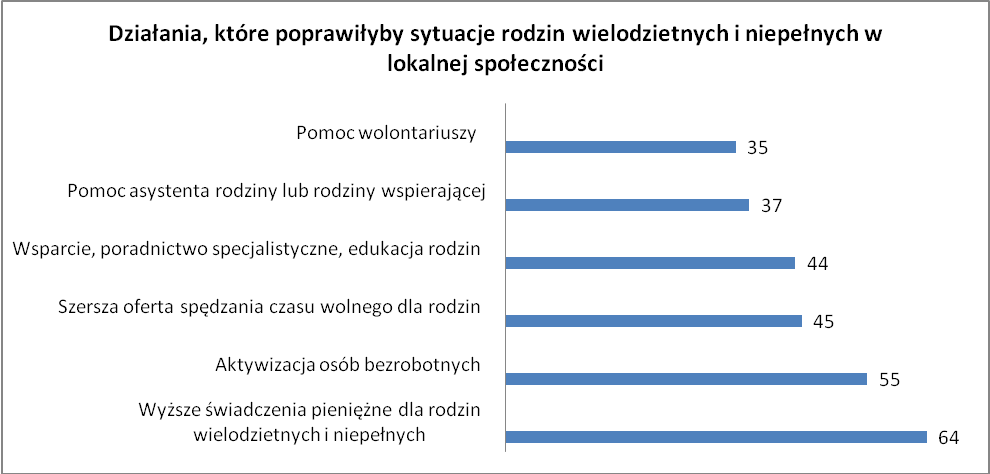 Działania, które poprawiłyby sytuacje rodzin wielodzietnych i niepełnych w
lokalnej społeczności
Pomoc wolontariuszy
35
Pomoc asystenta rodziny lub rodziny wspierającej
37
Wsparcie, poradnictwo specjalistyczne, edukacja rodzin
44
Szersza oferta spędzania czasu wolnego dla rodzin
45
Aktywizacja osób bezrobotnych
55
Wyższe świadczenia pieniężne dla rodzin
wielodzietnych i niepełnych
64